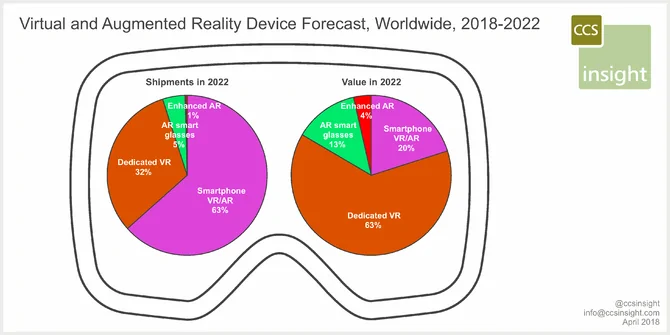 Virtual and Augmented Reality Device Forecast, Worldwide, 2018-2022
CCS
insight
Shipments in 2022
Enhanced AR
1%
AR smart
glasses
5%
Dedicated VR
32%
Smartphone
VR/AR
63%
Value in 2022
Enhanced AR
4%
AR smart
glasses
13%
Smartphone
VR/AR
20%
Dedicated VR
63%
@ccsinsight
info@ccsinsight.com
April 2018